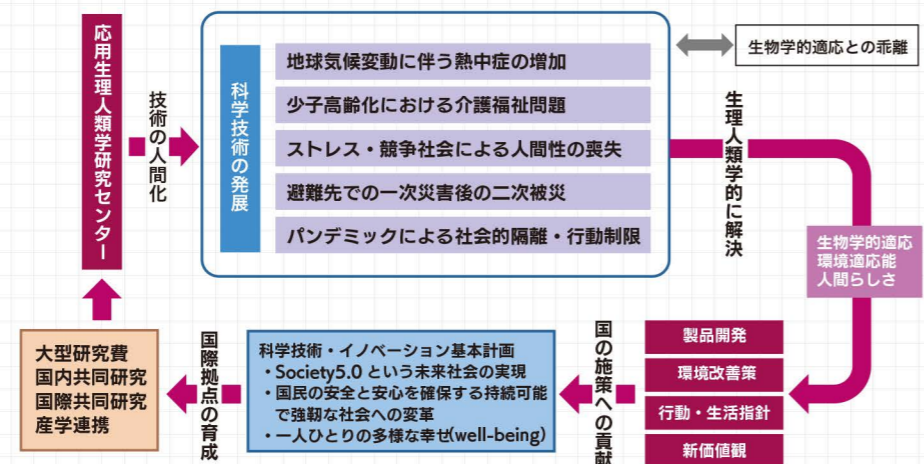 応用生理人類学研究センター
技術の人間化
科学技術の発展
地球気候変動に伴う熱中症の増加
少子高齢化における介護福祉問題
ストレス・競争社会による人間性の喪失
避難先での一次災害後の二次被災
パンデミックによる社会的隔離・行動制限
生物学的適応との乖離
生理人類学的に解決
生物学的適応
環境適応能
人間らしさ
製品開発
環境改善策
行動・生活指針
新価値観
国の施策への貢献
科学技術・イノベーション基本計画
・Society5.0 という未来社会の実現
・国民の安全と安心を確保する持続可能
で強靭な社会への変革
・一人ひとりの多様な幸せ(well-being)
国際拠点の育成
大型研究費
国内共同研究
国際共同研究
産学連携